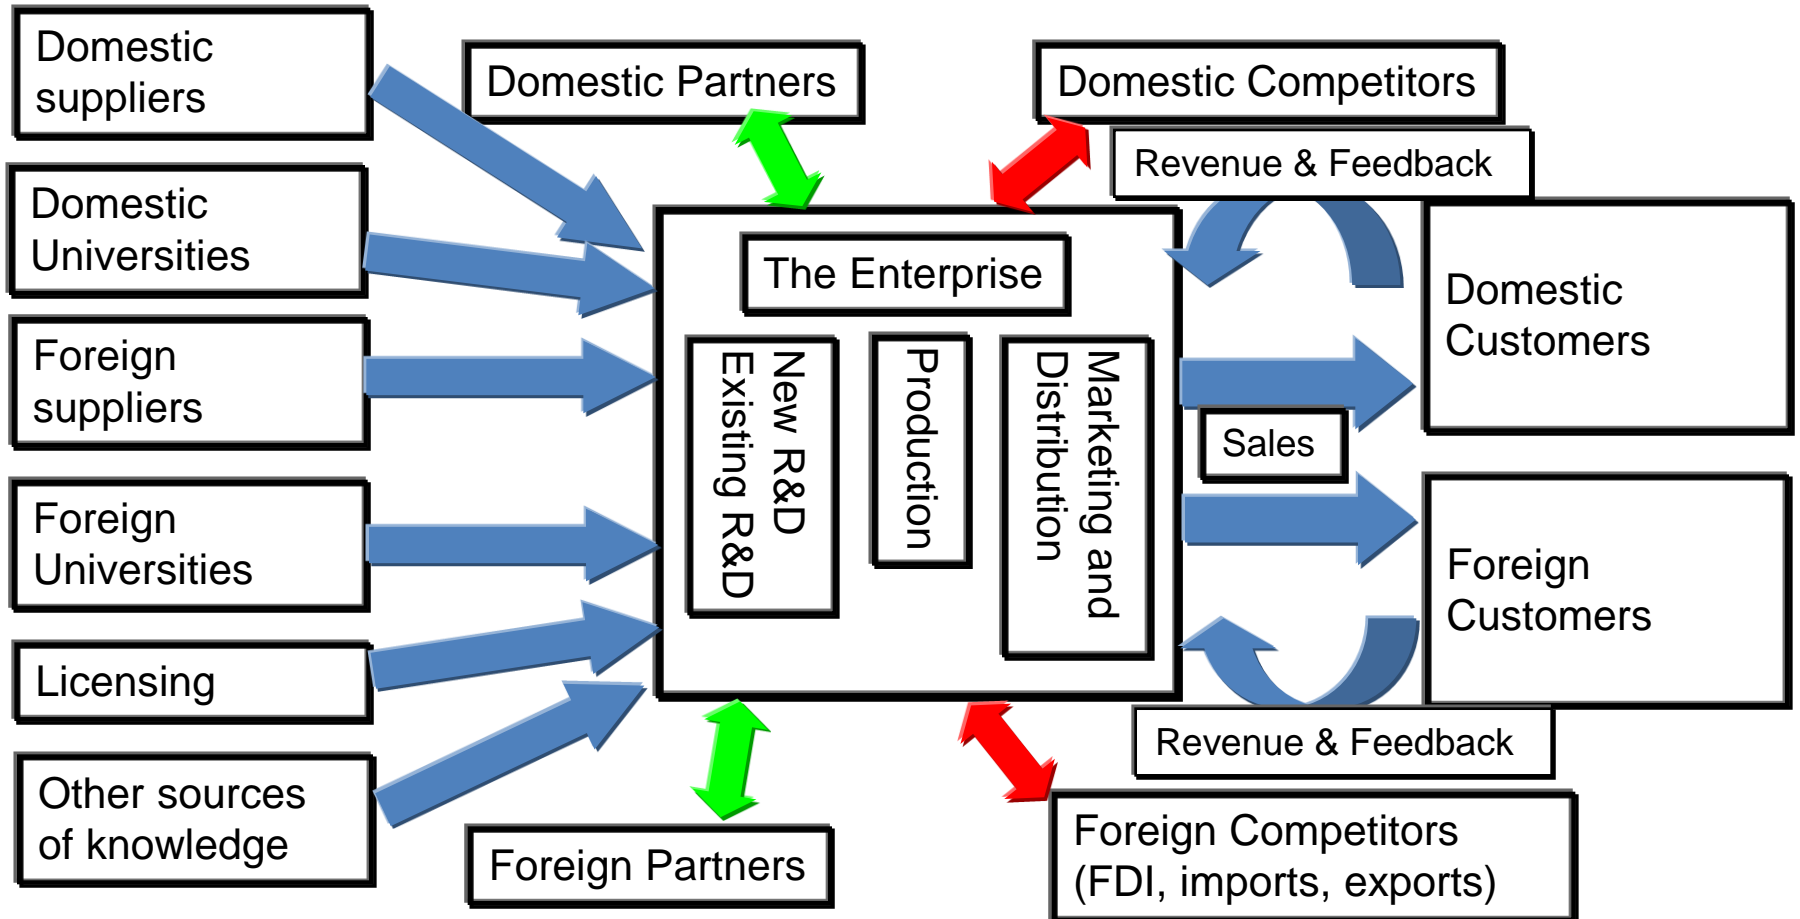 Domestic
suppliers
Domestic Partners
Domestic Competitors
Revenue & Feedback
Domestic
Universities
The Enterprise
Domestic
Customers
Foreign
suppliers
New R&D
Existing R&D
Production
Marketing and
Distribution
Sales
Foreign
Universities
Foreign
Customers
Licensing
Revenue & Feedback
Other sources
of knowledge
Foreign Partners
Foreign Competitors
(FDI, imports, exports)